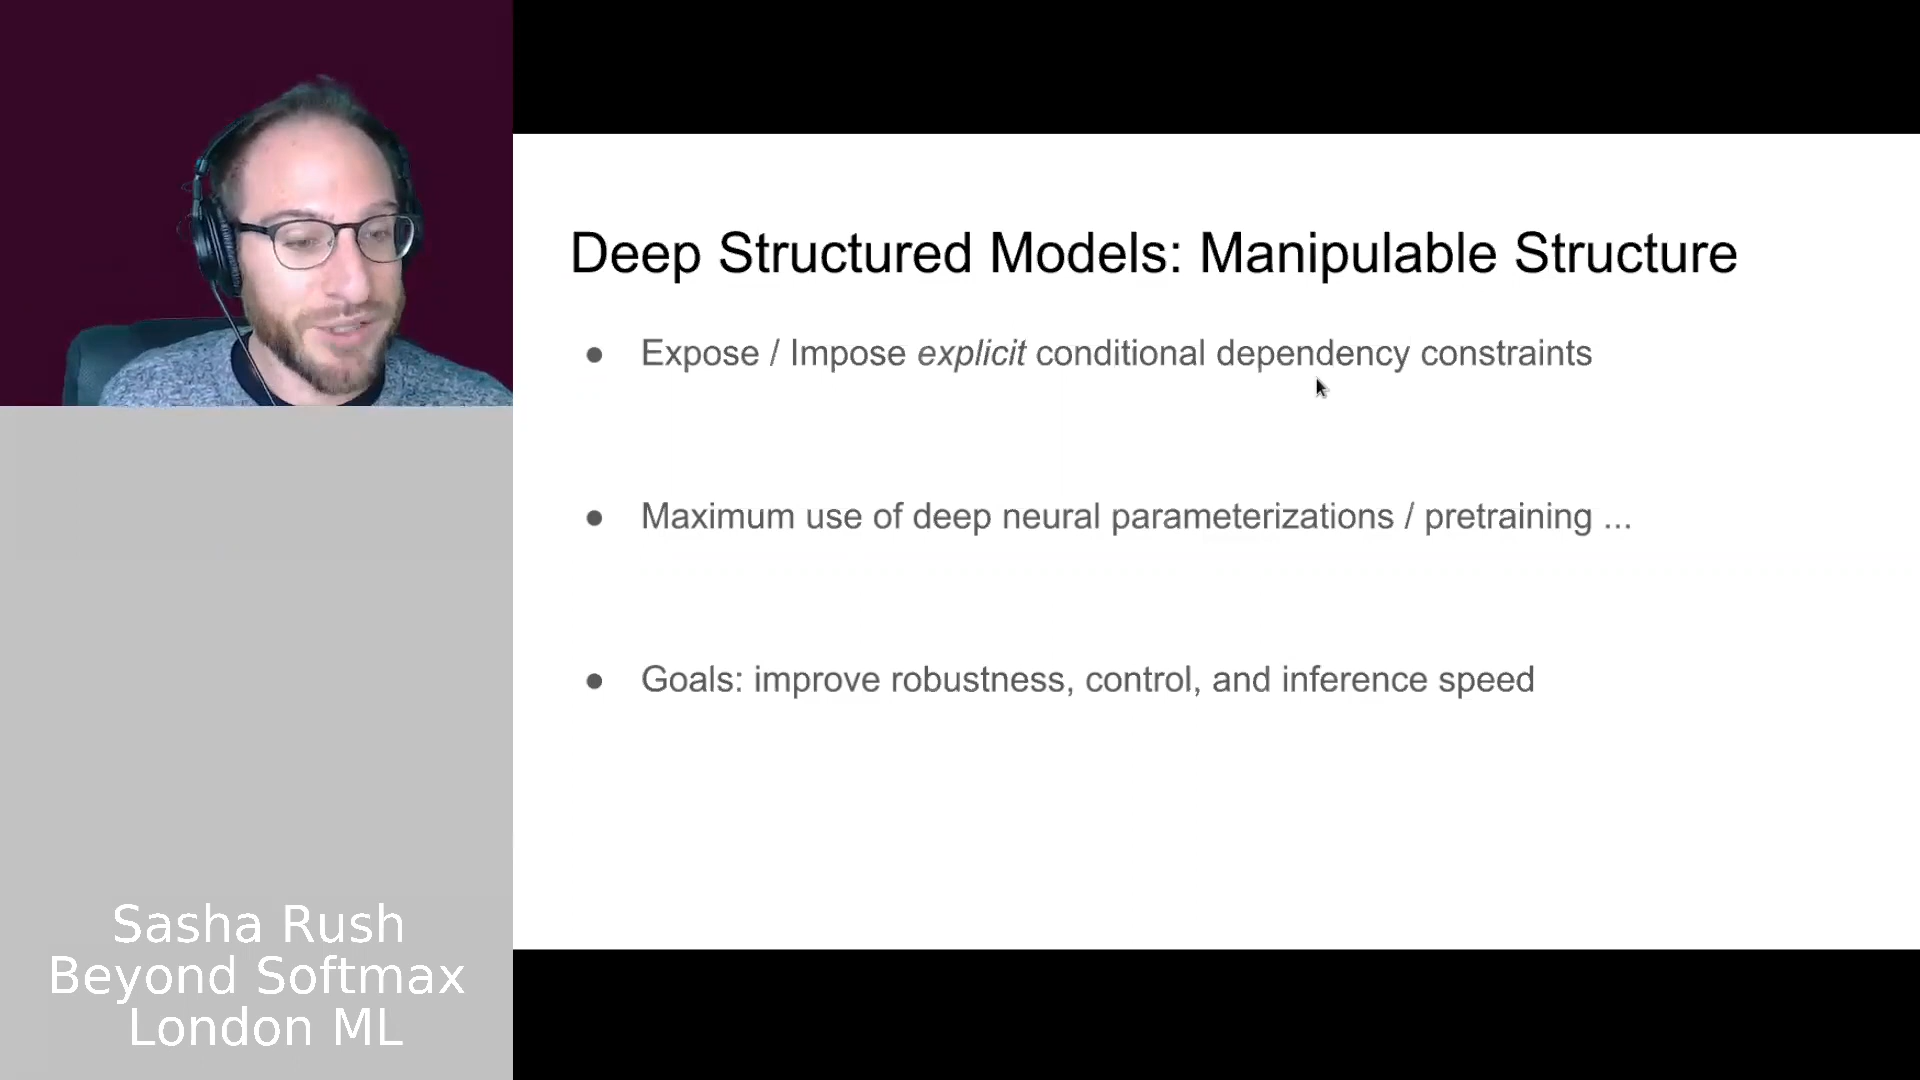 Deep Structured Models: Manipulable Structure
● Expose / Impose explicit conditional dependency constraints
● Maximum use of deep neural parameterizations / pretraining ...
● Goals: improve robustness, control, and inference speed
Sasha Rush
Beyond Softmax
London ML